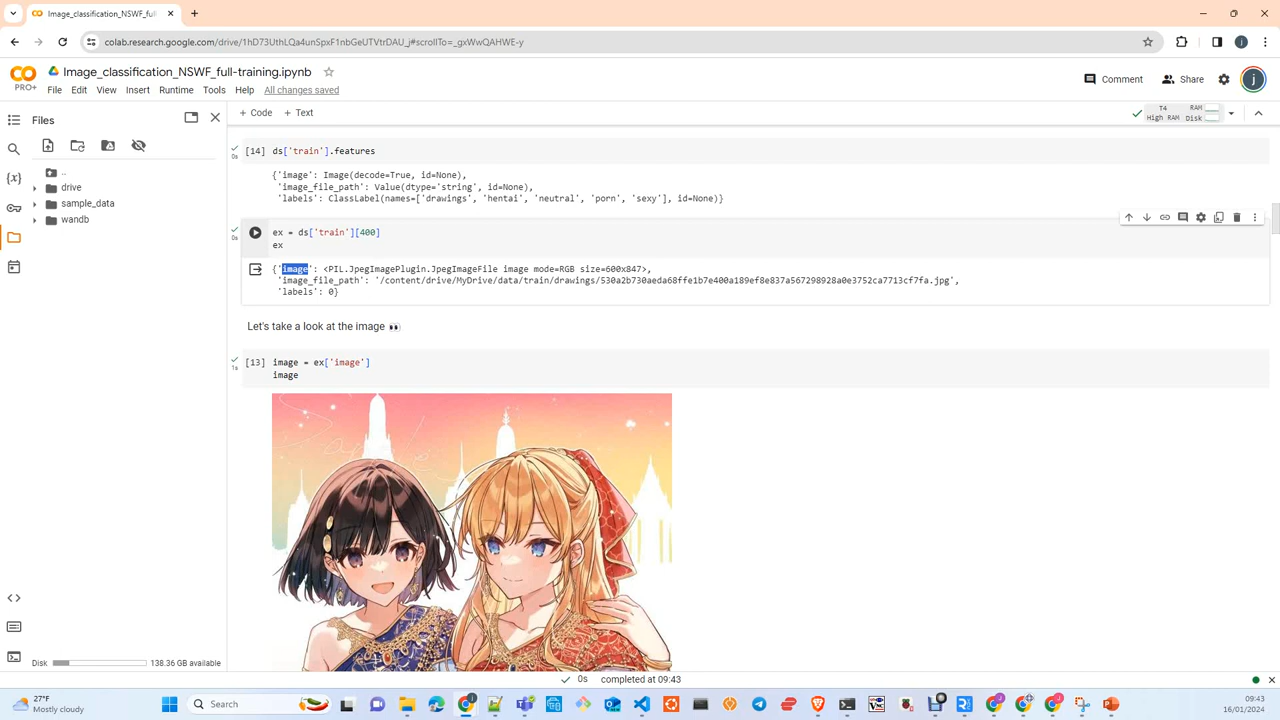 Image_classification_NSWF_ful
colab.research.google.com/drive/1hD73UthLQa4unSpxF1nbGeUTVtrDAU_j#scrollTo=_gxWwQAHWE-y
j
PRO+
Image_classification_NSWF_full-training.ipynb
File Edit View Insert Runtime Tools Help All changes saved
Comment
Share
j
Files
+ Code + Text
T4
High RAM
RAM
Disk
..
drive
sample_data
wandb
[14] ds['train'].features
0s
{'image': Image(decode=True, id=None),
'image_file_path': Value(dtype='string', id=None),
'labels': ClassLabel(names=['drawings', 'hentai', 'neutral', 'porn', 'sexy'], id=None)}
ex = ds['train'][400]
ex
0s
{'image': <PIL.JpegImagePlugin.JpegImageFile image mode=RGB size=600x847>,
'image_file_path': '/content/drive/MyDrive/data/train/drawings/530a2b730aeda68ffe1b7e400a189ef8e837a567298928a0e3752ca7713cf7fa.jpg',
'labels': 0}
Let's take a look at the image 👀
[13] image = ex['image']
image
1s
Disk 138.36 GB available
0s completed at 09:43
27°F
Mostly cloudy
Search
09:43
16/01/2024